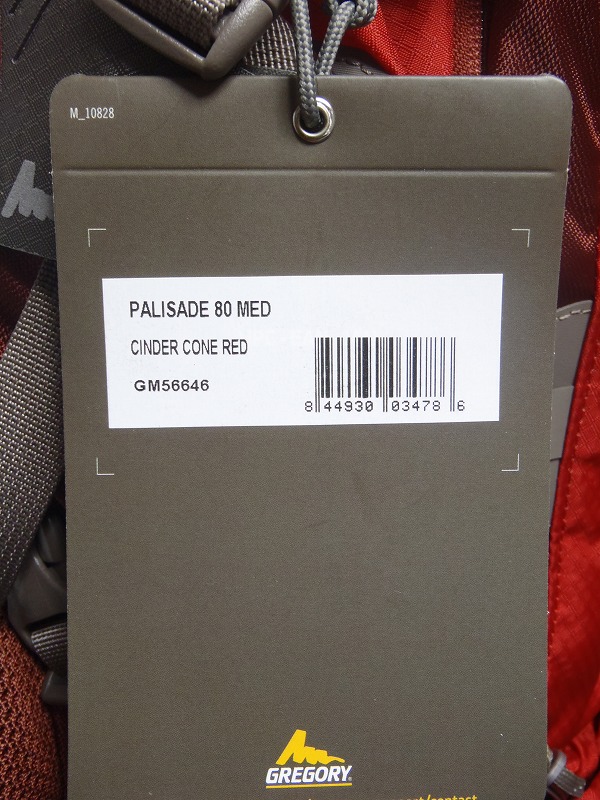 M_10828
PALISADE 80 MED
CINDER CONE RED
GM56646
8 44930 03478 6
GREGORY